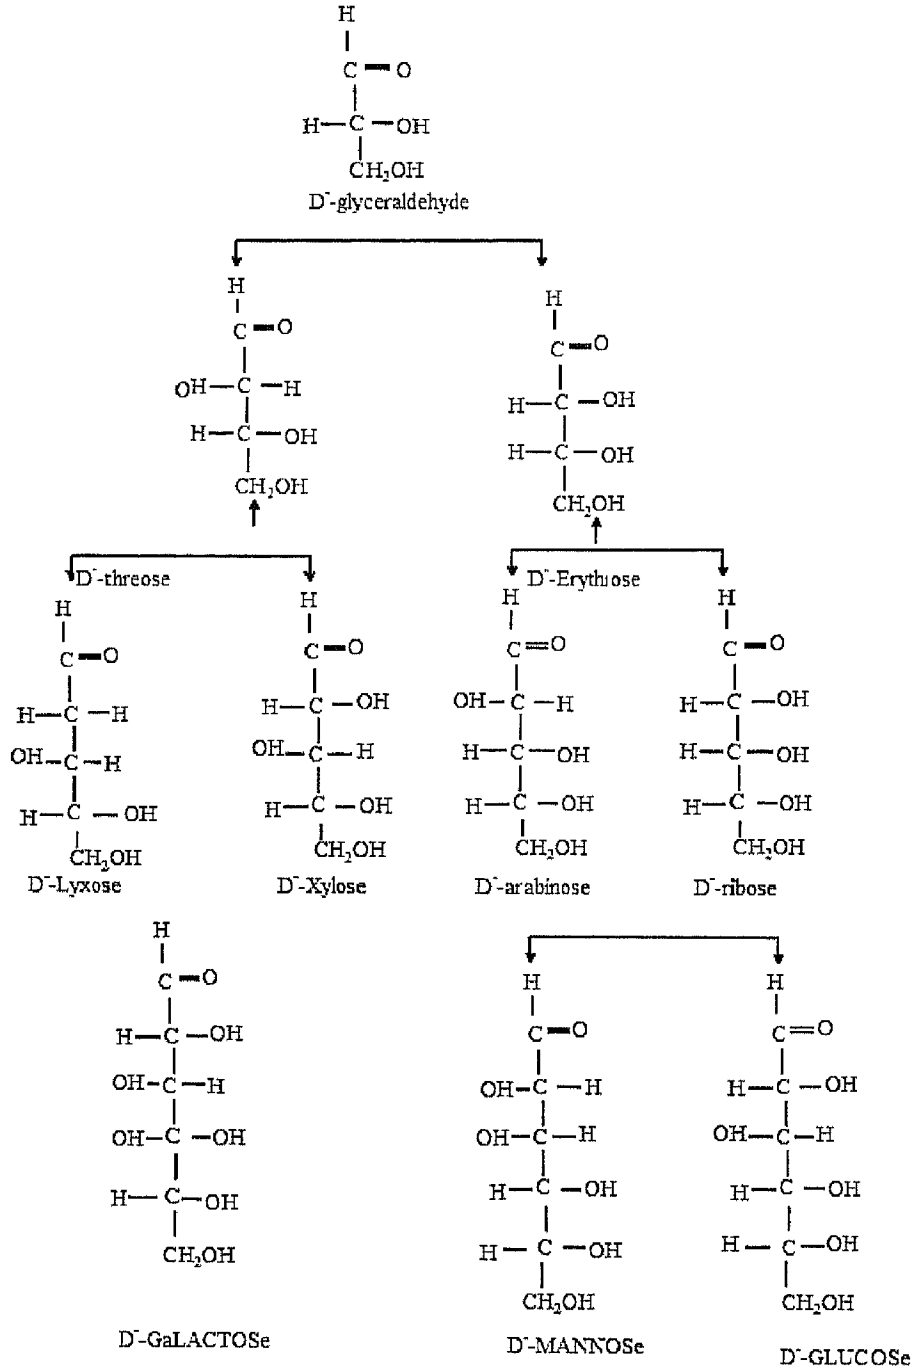 H
C=O
H—C—OH
CH₂OH
D⁻-glyceraldehyde
H
C=O
OH—C—H
H—C—OH
CH₂OH
D⁻-threose
H
C=O
H—C—OH
H—C—OH
CH₂OH
D⁻-Erythrose
H
C=O
H—C—H
OH—C—H
H—C—OH
CH₂OH
D⁻-Lyxose
H
C=O
H—C—OH
OH—C—H
H—C—OH
CH₂OH
D⁻-Xylose
H
C=O
OH—C—H
H—C—OH
H—C—OH
CH₂OH
D⁻-arabinose
H
C=O
H—C—OH
H—C—OH
H—C—OH
CH₂OH
D⁻-ribose
H
C=O
H—C—OH
OH—C—H
OH—C—OH
H—C—OH
CH₂OH
D⁻-GaLACTOSe
H
C=O
OH—C—H
OH—C—H
H—C—OH
H—C—OH
CH₂OH
D⁻-MANNOSe
H
C=O
H—C—OH
OH—C—H
H—C—OH
H—C—OH
CH₂OH
D⁻-GLUCOSe